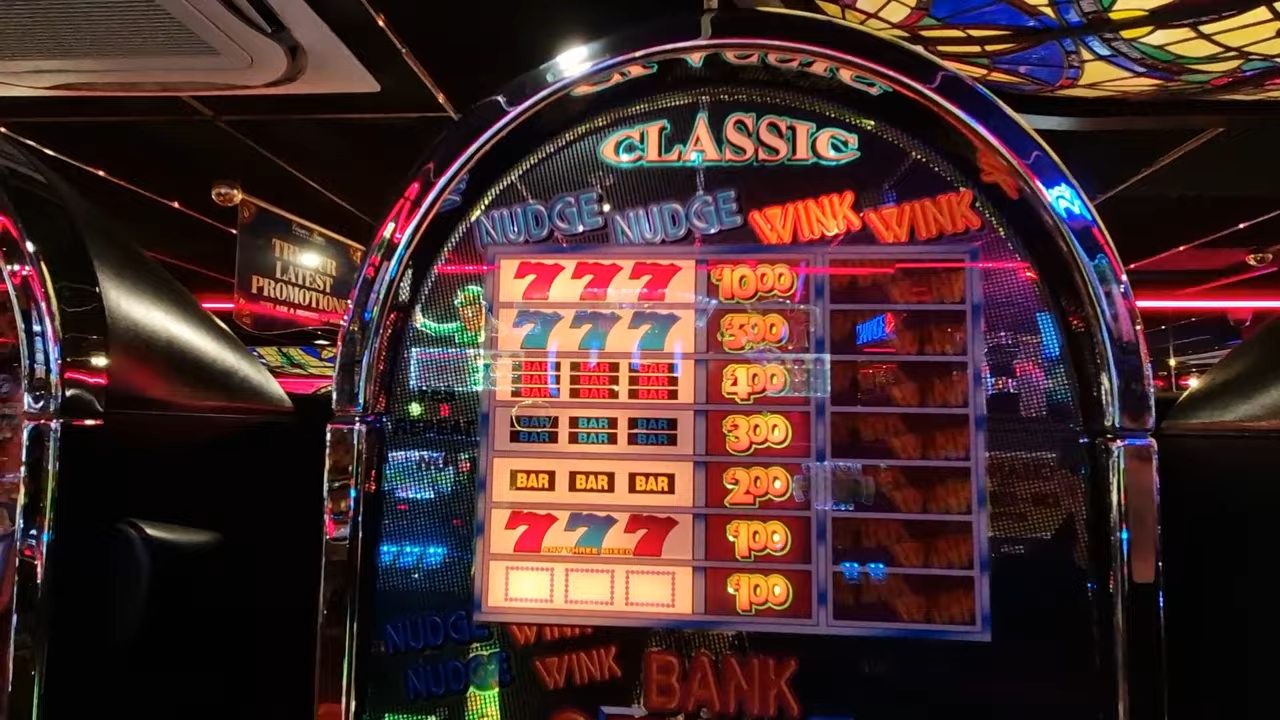 CLASSIC
NUDGE NUDGE WINK WINK
TRY OUR
LATEST
PROMOTION
777 £1000
777 £500
BAR BAR BAR
BAR BAR BAR
BAR BAR BAR
£400
BAR BAR BAR
BAR BAR BAR
£300
BAR BAR BAR £200
777 £100
ANY THREE MIXED
£100
NUDGE WINK
NUDGE WINK
BANK